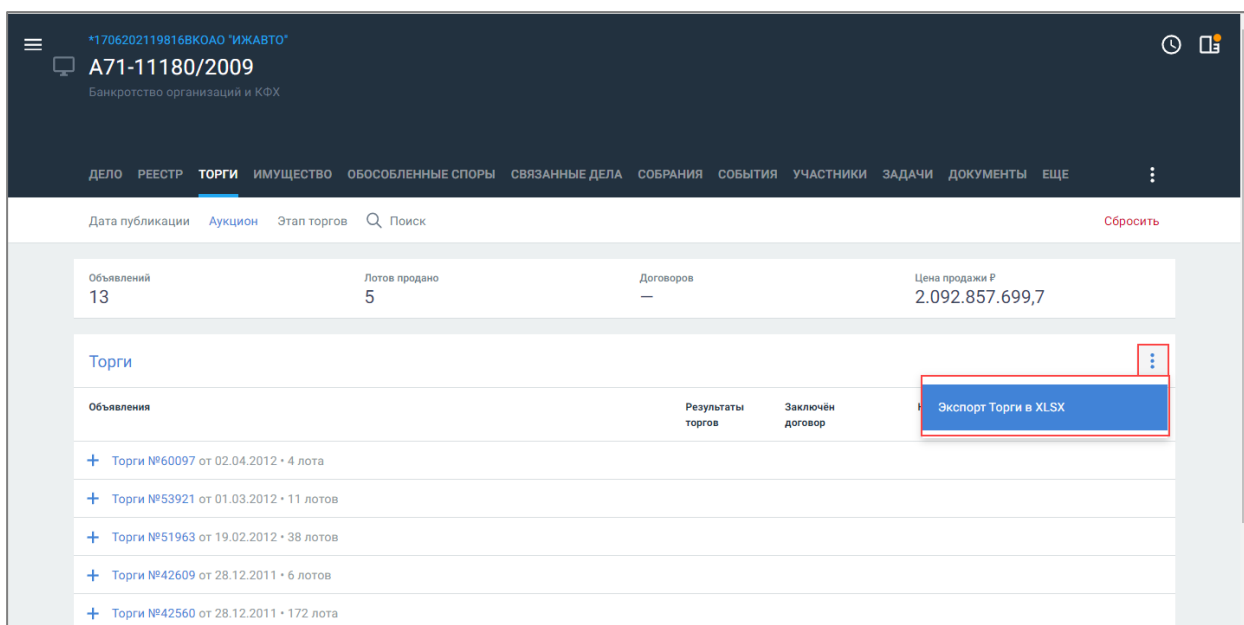 *1706202119816ВКОАО "ИЖАВТО"
А71-11180/2009
Банкротство организаций и КФХ
ДЕЛО РЕЕСТР ТОРГИ ИМУЩЕСТВО ОБОСОБЛЕННЫЕ СПОРЫ СВЯЗАННЫЕ ДЕЛА СОБРАНИЯ СОБЫТИЯ УЧАСТНИКИ ЗАДАЧИ ДОКУМЕНТЫ ЕЩЕ
Дата публикации Аукцион Этап торгов Поиск Сбросить
Объявлений Лотов продано Договоров Цена продажи ₽
13 5 — 2.092.857.699,7
Торги
Экспорт Торги в XLSX
Объявления Результаты Заключён
торгов договор
Торги №60097 от 02.04.2012 • 4 лота
Торги №53921 от 01.03.2012 • 11 лотов
Торги №51963 от 19.02.2012 • 38 лотов
Торги №42609 от 28.12.2011 • 6 лотов
Торги №42560 от 28.12.2011 • 172 лота